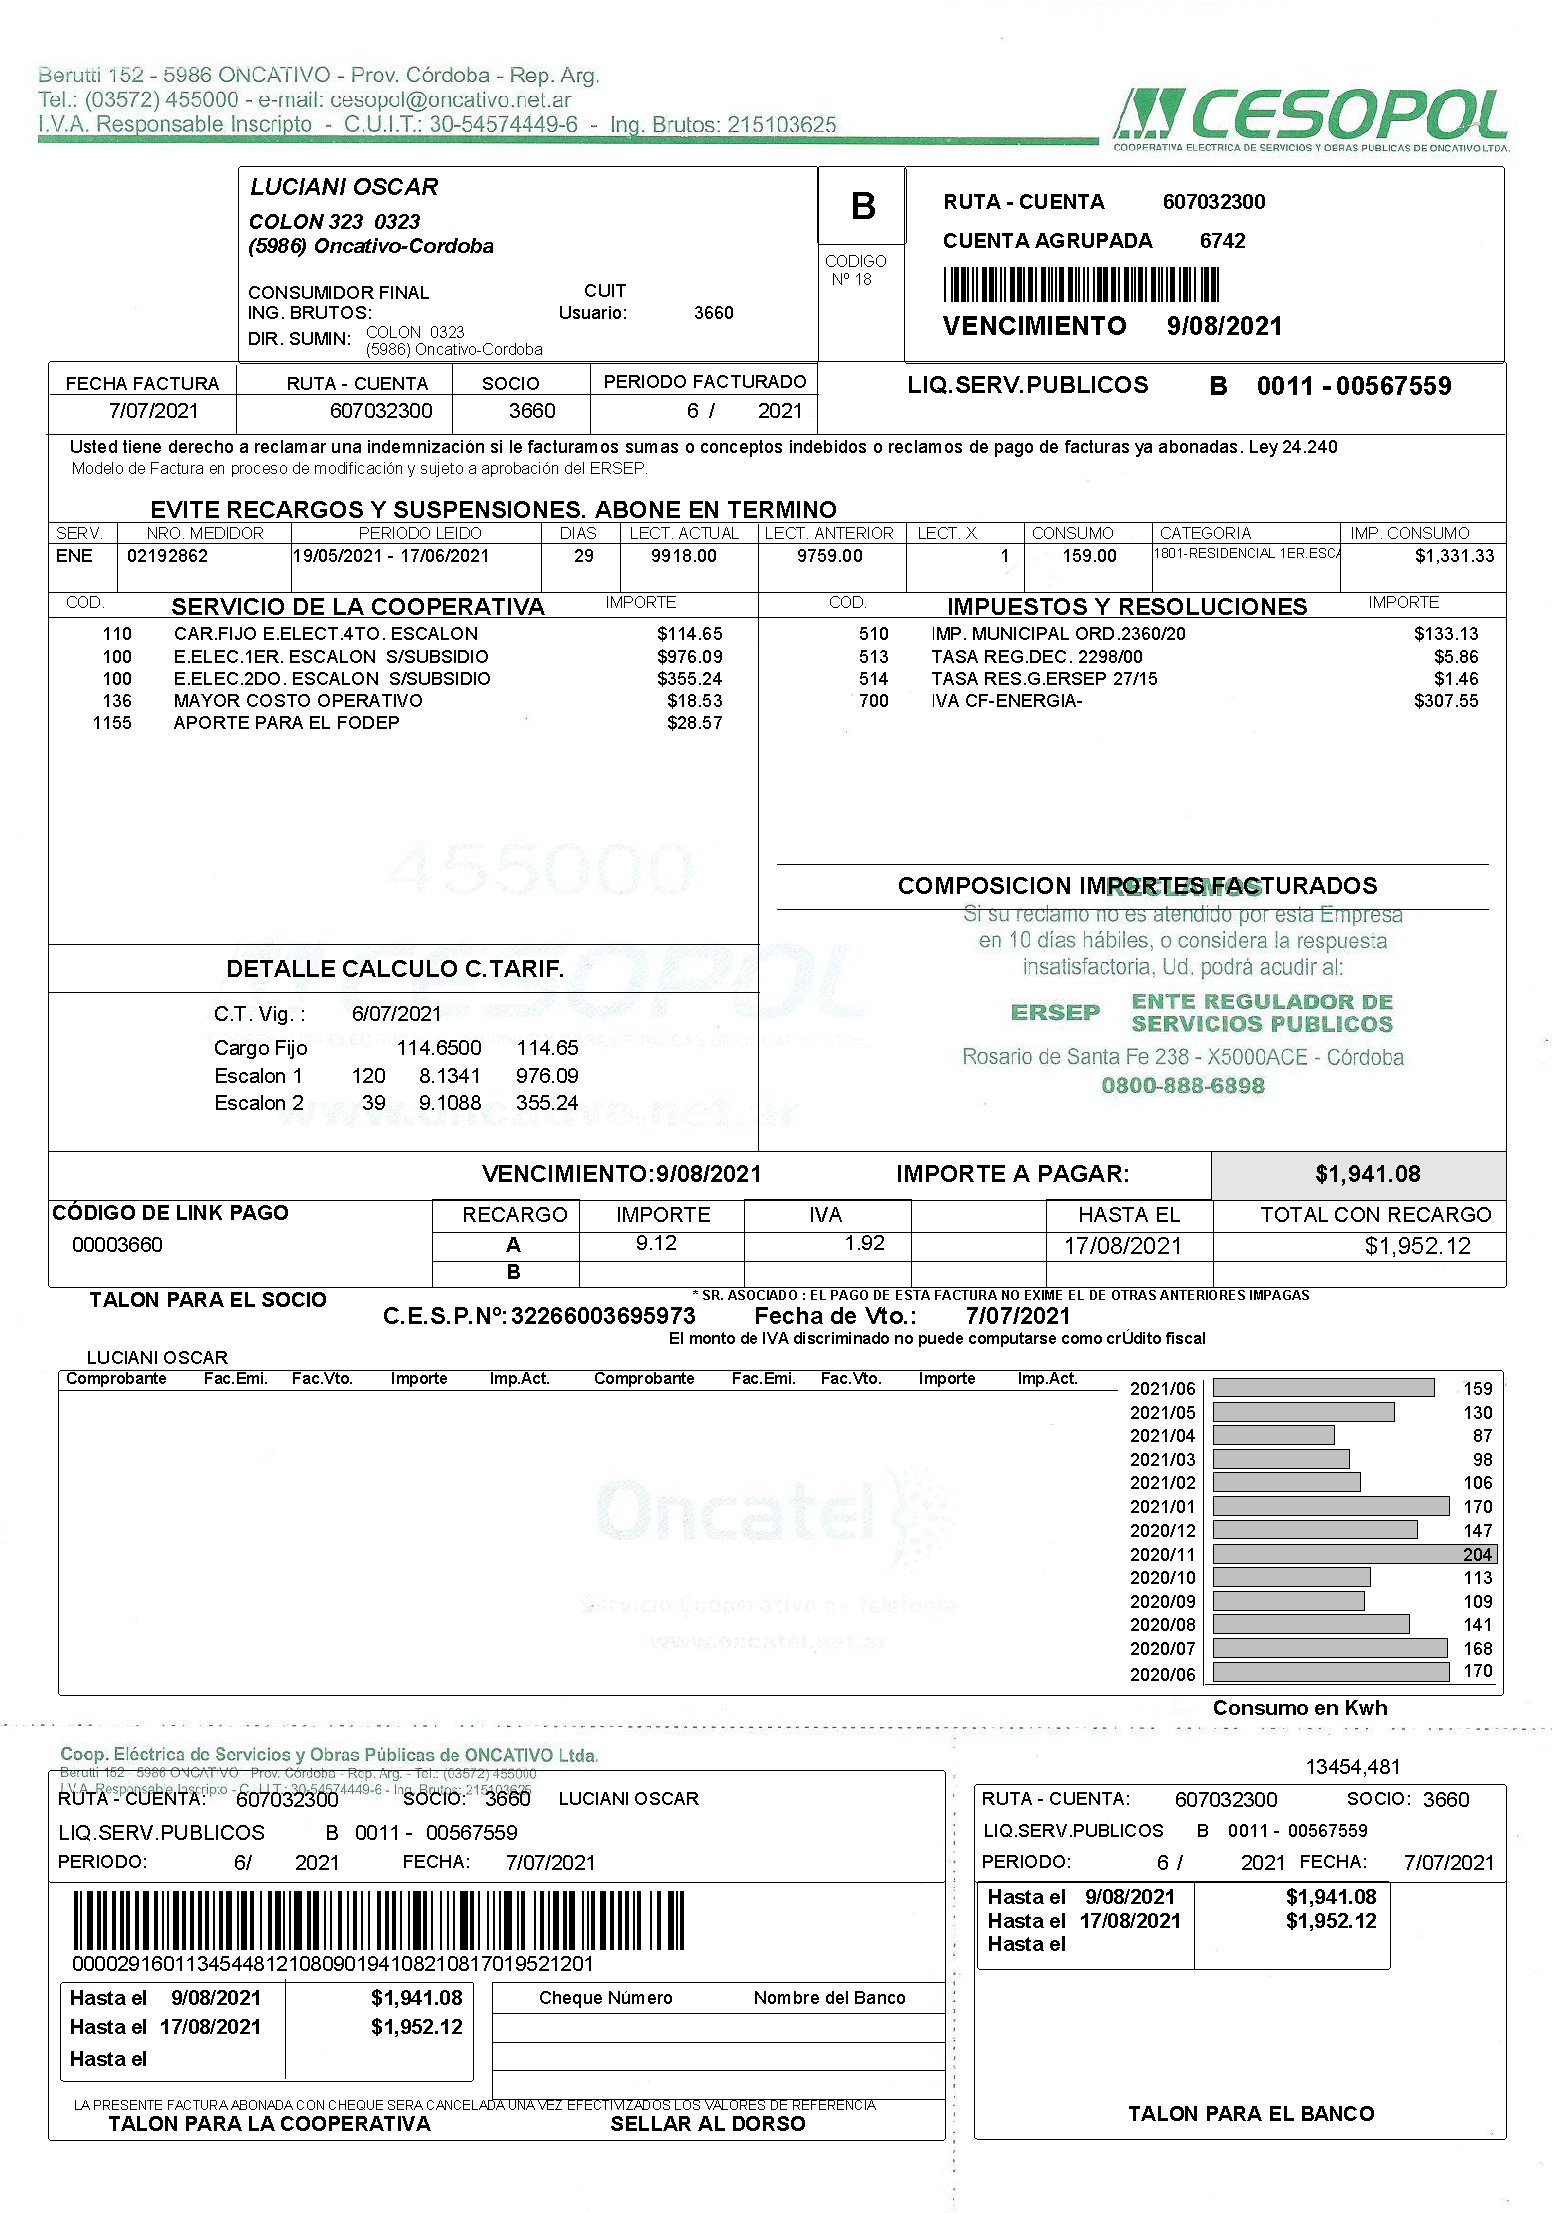 Berutti 152 - 5986 ONCATIVO - Prov. Córdoba - Rep. Arg.
Tel.: (03572) 455000 - e-mail: cesopol@oncativo.net.ar
I.V.A. Responsable Inscripto - C.U.I.T.: 30-54574449-6 - Ing. Brutos: 215103625
CESOPOL
COOPERATIVA ELECTRICA DE SERVICIOS Y OBRAS PUBLICAS DE ONCATIVO LTDA.
LUCIANI OSCAR
COLON 323 0323
(5986) Oncativo-Cordoba
CONSUMIDOR FINAL CUIT
ING. BRUTOS: Usuario: 3660
DIR. SUMIN: COLON 0323
(5986) Oncativo-Cordoba
B
CODIGO
Nº 18
RUTA - CUENTA 607032300
CUENTA AGRUPADA 6742
VENCIMIENTO 9/08/2021
FECHA FACTURA RUTA - CUENTA SOCIO PERIODO FACTURADO
7/07/2021 607032300 3660 6 / 2021
LIQ.SERV.PUBLICOS B 0011 - 00567559
Usted tiene derecho a reclamar una indemnización si le facturamos sumas o conceptos indebidos o reclamos de pago de facturas ya abonadas. Ley 24.240
Modelo de Factura en proceso de modificación y sujeto a aprobación del ERSEP.
EVITE RECARGOS Y SUSPENSIONES. ABONE EN TERMINO
SERV. NRO. MEDIDOR PERIODO LEIDO DIAS LECT. ACTUAL LECT. ANTERIOR LECT. X CONSUMO CATEGORIA IMP. CONSUMO
ENE 02192862 19/05/2021 - 17/06/2021 29 9918.00 9759.00 1 159.00 1801-RESIDENCIAL 1ER.ESCA $1,331.33
COD. SERVICIO DE LA COOPERATIVA IMPORTE
110 CAR.FIJO E.ELECT.4TO. ESCALON $114.65
100 E.ELEC.1ER. ESCALON S/SUBSIDIO $976.09
100 E.ELEC.2DO. ESCALON S/SUBSIDIO $355.24
136 MAYOR COSTO OPERATIVO $18.53
1155 APORTE PARA EL FODEP $28.57
COD. IMPUESTOS Y RESOLUCIONES IMPORTE
510 IMP. MUNICIPAL ORD.2360/20 $133.13
513 TASA REG.DEC. 2298/00 $5.86
514 TASA RES.G.ERSEP 27/15 $1.46
700 IVA CF-ENERGIA- $307.55
455000
CESOPOL
www.oncativo.net.ar
COMPOSICION IMPORTES FACTURADOS
RECLAMOS
Si su reclamo no es atendido por esta Empresa
en 10 días hábiles, o considera la respuesta
insatisfactoria, Ud. podrá acudir al:
ERSEP ENTE REGULADOR DE
SERVICIOS PUBLICOS
Rosario de Santa Fe 238 - X5000ACE - Córdoba
0800-888-6898
DETALLE CALCULO C.TARIF.
C.T. Vig. : 6/07/2021
Cargo Fijo 114.6500 114.65
Escalon 1 120 8.1341 976.09
Escalon 2 39 9.1088 355.24
VENCIMIENTO:9/08/2021 IMPORTE A PAGAR: $1,941.08
CÓDIGO DE LINK PAGO
00003660
RECARGO IMPORTE IVA HASTA EL TOTAL CON RECARGO
A 9.12 1.92 17/08/2021 $1,952.12
B
TALON PARA EL SOCIO
* SR. ASOCIADO : EL PAGO DE ESTA FACTURA NO EXIME EL DE OTRAS ANTERIORES IMPAGAS
C.E.S.P.Nº: 32266003695973 Fecha de Vto.: 7/07/2021
El monto de IVA discriminado no puede computarse como crÚdito fiscal
LUCIANI OSCAR
Comprobante Fac.Emi. Fac.Vto. Importe Imp.Act. Comprobante Fac.Emi. Fac.Vto. Importe Imp.Act.
2021/06 159
2021/05 130
2021/04 87
2021/03 98
2021/02 106
2021/01 170
2020/12 147
2020/11 204
2020/10 113
2020/09 109
2020/08 141
2020/07 168
2020/06 170
Consumo en Kwh
Oncatel
Servicio Cooperativo de Telefonía
www.oncatel.net.ar
Coop. Eléctrica de Servicios y Obras Públicas de ONCATIVO Ltda.
Berutti 152 - 5986 ONCATIVO - Prov. Córdoba - Rep. Arg. - Tel.: (03572) 455000
I.V.A. Responsable Inscripto - C.U.I.T.: 30-54574449-6 - Ing. Brutos: 215103625
RUTA - CUENTA: 607032300 SOCIO: 3660 LUCIANI OSCAR
LIQ.SERV.PUBLICOS B 0011 - 00567559
PERIODO: 6/ 2021 FECHA: 7/07/2021
00002916011345448121080901941082108170195212​01
Hasta el 9/08/2021 $1,941.08
Hasta el 17/08/2021 $1,952.12
Hasta el
Cheque Número Nombre del Banco
LA PRESENTE FACTURA ABONADA CON CHEQUE SERA CANCELADA UNA VEZ EFECTIVIZADOS LOS VALORES DE REFERENCIA
TALON PARA LA COOPERATIVA SELLAR AL DORSO
13454,481
RUTA - CUENTA: 607032300 SOCIO: 3660
LIQ.SERV.PUBLICOS B 0011 - 00567559
PERIODO: 6 / 2021 FECHA: 7/07/2021
Hasta el 9/08/2021 $1,941.08
Hasta el 17/08/2021 $1,952.12
Hasta el
TALON PARA EL BANCO